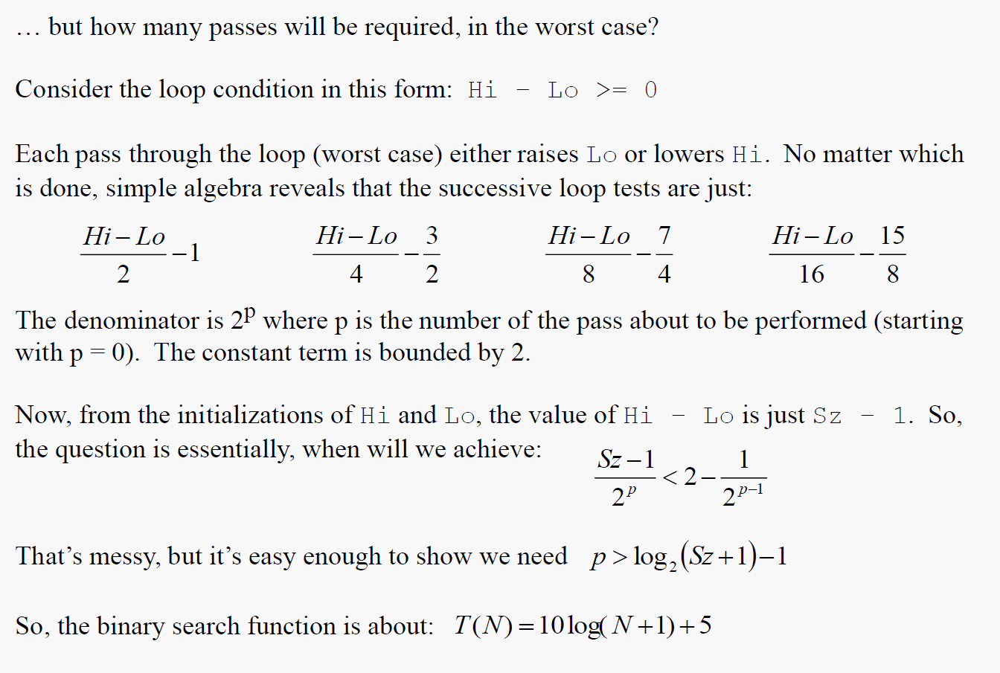 … but how many passes will be required, in the worst case?
Consider the loop condition in this form: Hi - Lo >= 0
Each pass through the loop (worst case) either raises Lo or lowers Hi. No matter which
is done, simple algebra reveals that the successive loop tests are just:
\frac{Hi-Lo}{2}-1 \frac{Hi-Lo}{4}-\frac{3}{2} \frac{Hi-Lo}{8}-\frac{7}{4} \frac{Hi-Lo}{16}-\frac{15}{8}
The denominator is 2^p where p is the number of the pass about to be performed (starting
with p = 0). The constant term is bounded by 2.
Now, from the initializations of Hi and Lo, the value of Hi - Lo is just Sz - 1. So,
the question is essentially, when will we achieve: \frac{Sz-1}{2^p}<2-\frac{1}{2^{p-1}}
That’s messy, but it’s easy enough to show we need p>\log_2(Sz+1)-1
So, the binary search function is about: T(N)=10\log(N+1)+5